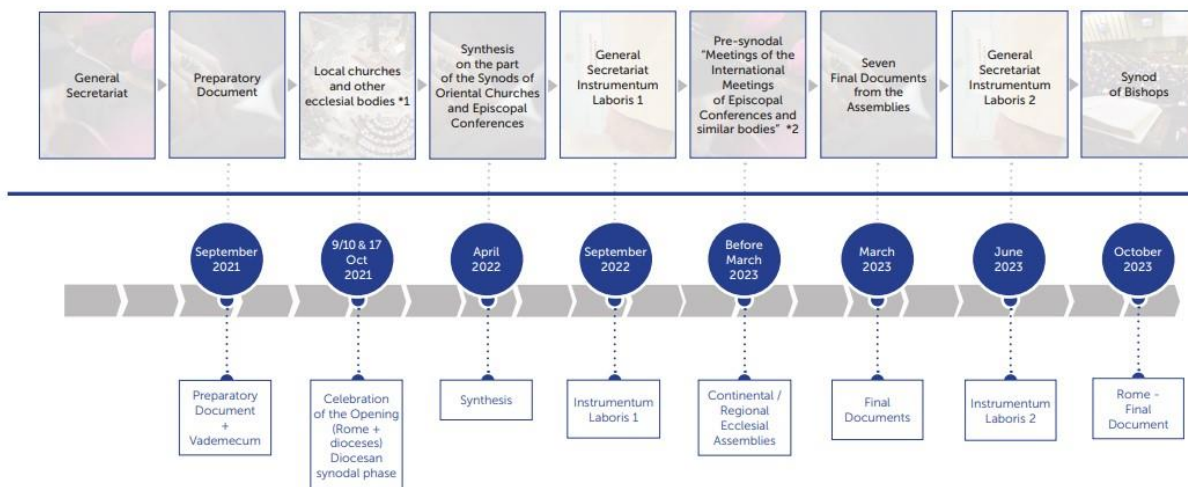 General
Secretariat
Preparatory
Document
Local churches
and other
ecclesial bodies *1
Synthesis
on the part
of the Synods of
Oriental Churches
and Episcopal
Conferences
General
Secretariat
Instrumentum
Laboris 1
Pre-synodal
"Meetings of the
International
Meetings
of Episcopal
Conferences and
similar bodies" *2
Seven
Final Documents
from the
Assemblies
General
Secretariat
Instrumentum
Laboris 2
Synod
of Bishops
September
2021
9/10 & 17
Oct
2021
April
2022
September
2022
Before
March
2023
March
2023
June
2023
October
2023
Preparatory
Document
+
Vademecum
Celebration
of the Opening
(Rome +
dioceses)
Diocesan
synodal phase
Synthesis
Instrumentum
Laboris 1
Continental /
Regional
Ecclesial
Assemblies
Final
Documents
Instrumentum
Laboris 2
Rome -
Final
Document